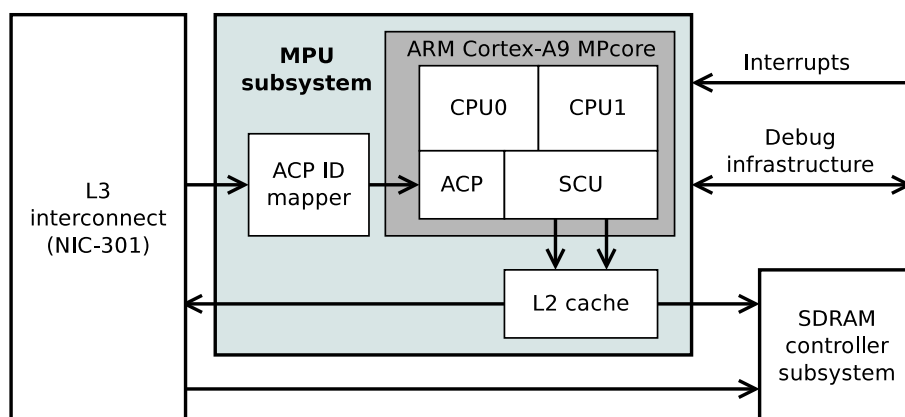 ARM Cortex-A9 MPcore
MPU
subsystem
CPU0
CPU1
Interrupts
Debug
infrastructure
ACP ID
mapper
ACP
SCU
L3
interconnect
(NIC-301)
L2 cache
SDRAM
controller
subsystem